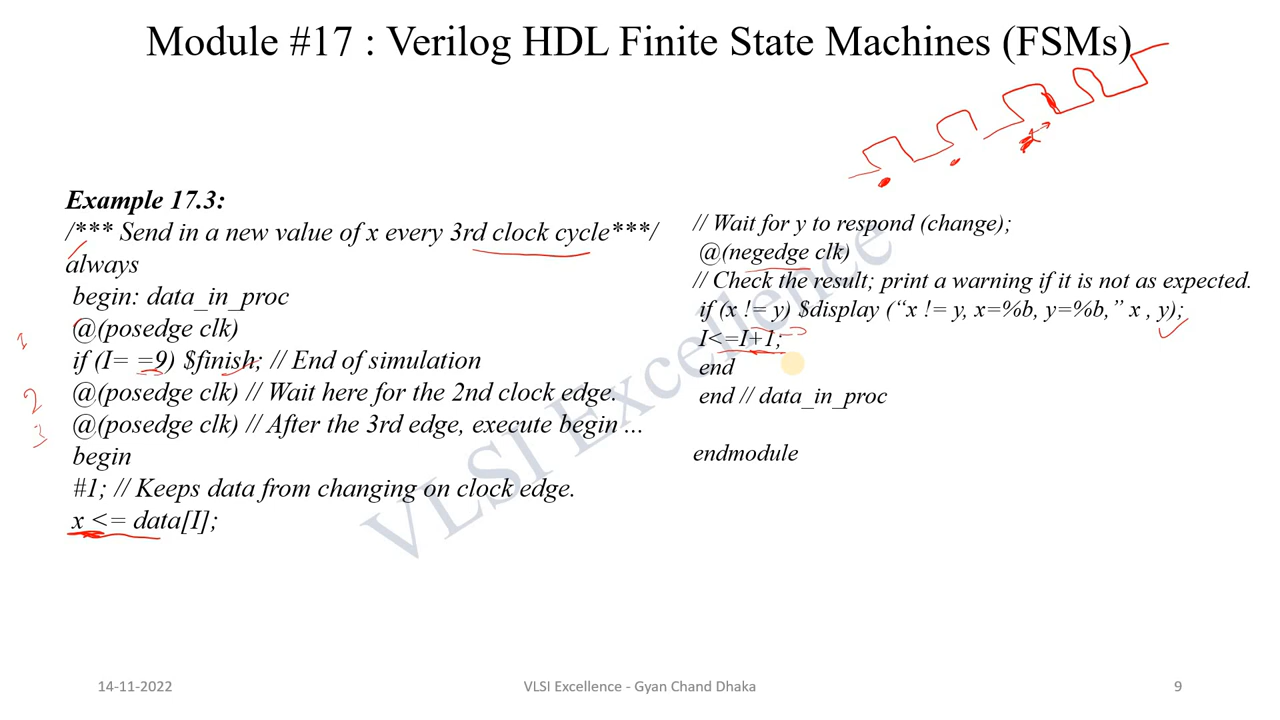 Module #17 : Verilog HDL Finite State Machines (FSMs)
Example 17.3:
/*** Send in a new value of x every 3rd clock cycle***/
always
begin: data_in_proc
@(posedge clk)
1
if (I= =9) $finish; // End of simulation
2
@(posedge clk) // Wait here for the 2nd clock edge.
3
@(posedge clk) // After the 3rd edge, execute begin ...
begin
#1; // Keeps data from changing on clock edge.
x <= data[I];
// Wait for y to respond (change);
@(negedge clk)
// Check the result; print a warning if it is not as expected.
if (x != y) $display (“x != y, x=%b, y=%b,” x , y);
I<=I+1;
end
end // data_in_proc
endmodule
VLSI Excellence
14-11-2022
VLSI Excellence - Gyan Chand Dhaka
9